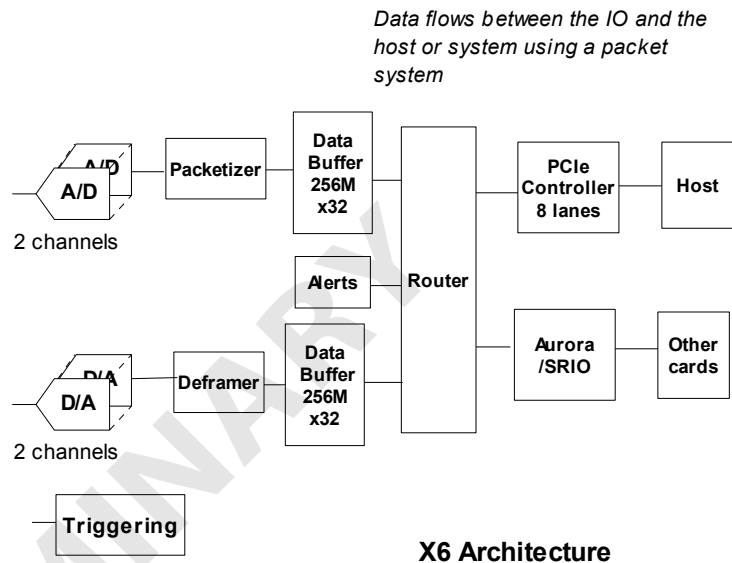 Data flows between the IO and the
host or system using a packet
system
A/D
A/D
2 channels
Packetizer
Data
Buffer
256M
x32
Alerts
Router
PCIe
Controller
8 lanes
Host
D/A
D/A
2 channels
Deframer
Data
Buffer
256M
x32
Aurora
/SRIO
Other
cards
Triggering
X6 Architecture
MINARY